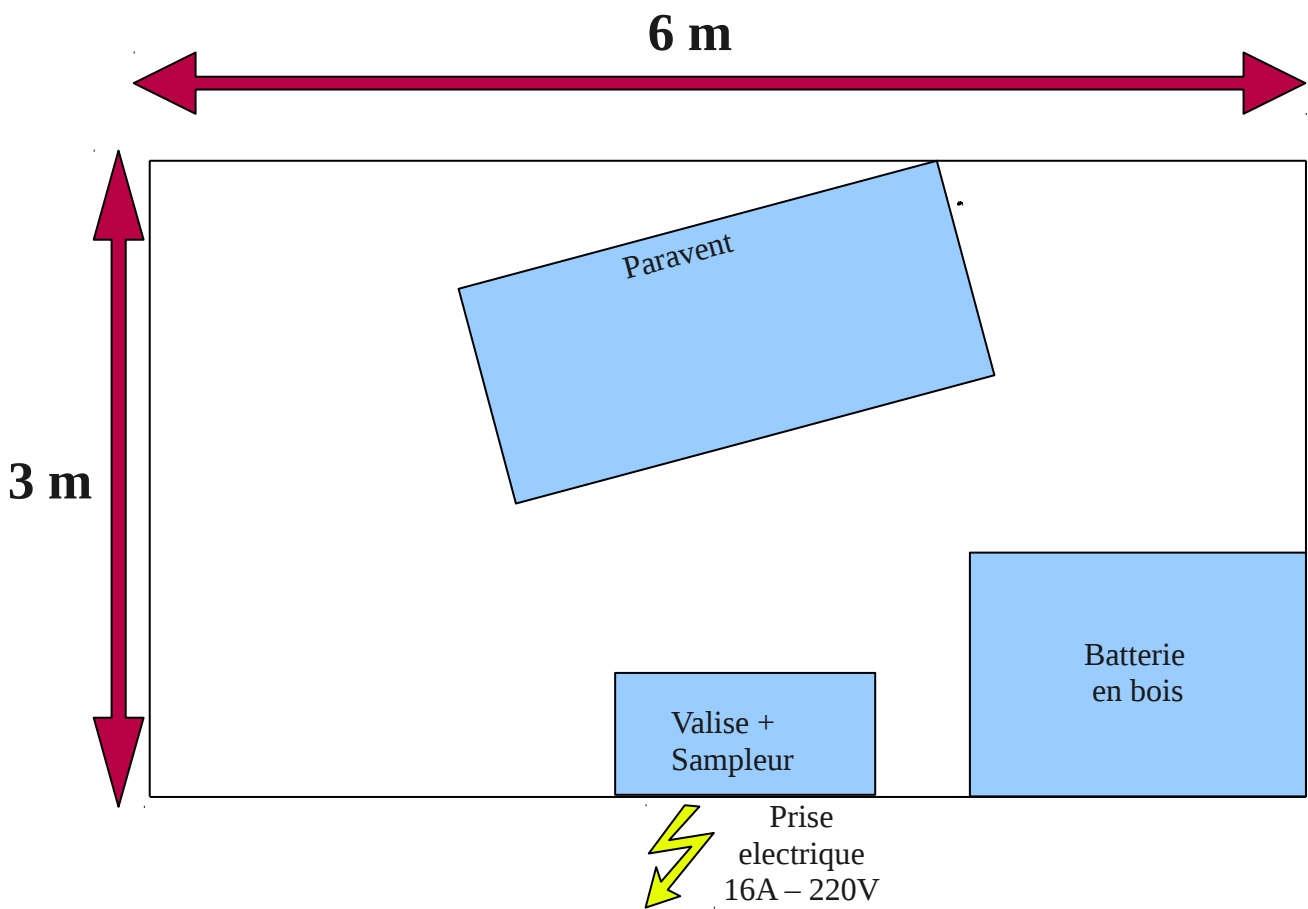 6 m
Paravent
3 m
Batterie
en bois
Valise +
Sampleur
Prise
electrique
16A – 220V